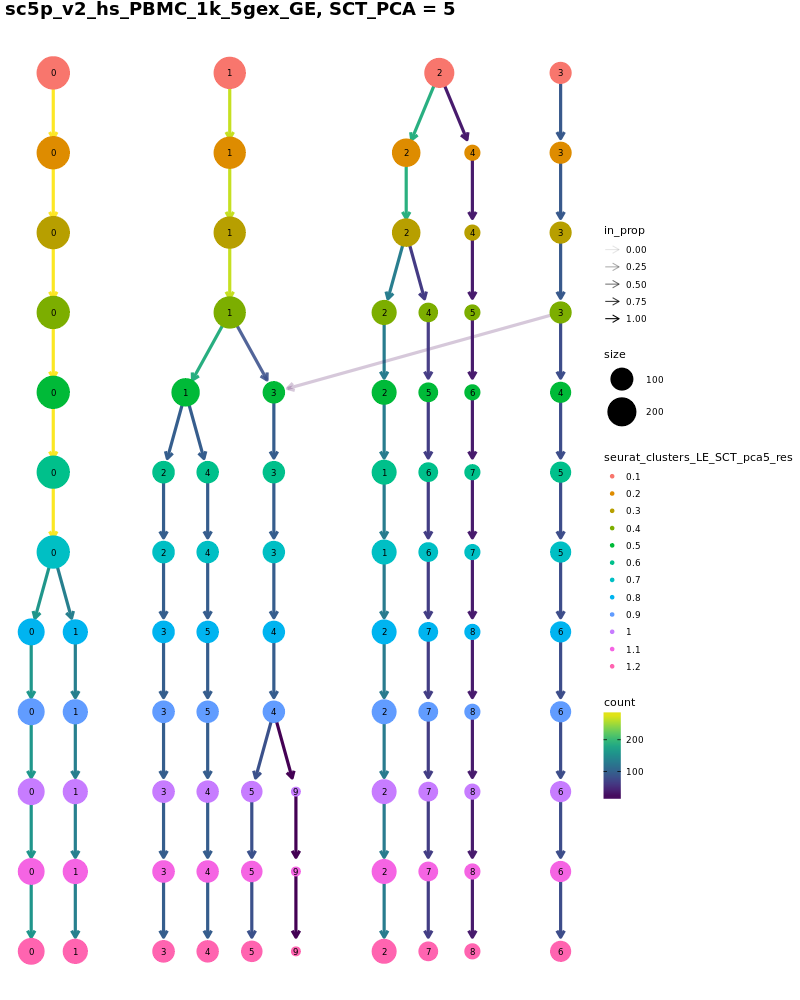 sc5p_v2_hs_PBMC_1k_5gex_GE, SCT_PCA = 5
0 1 2 3
0 1 2 4 3
0 1 2 4 3
0 1 2 4 5 3
0 1 3 2 5 6 4
0 2 4 3 1 6 7 5
0 2 4 3 1 6 7 5
0 1 3 5 4 2 7 8 6
0 1 3 5 4 2 7 8 6
0 1 3 4 5 9 2 7 8 6
0 1 3 4 5 9 2 7 8 6
0 1 3 4 5 9 2 7 8 6
in_prop
0.00
0.25
0.50
0.75
1.00
size
100
200
seurat_clusters_LE_SCT_pca5_res
0.1
0.2
0.3
0.4
0.5
0.6
0.7
0.8
0.9
1
1.1
1.2
count
200
100